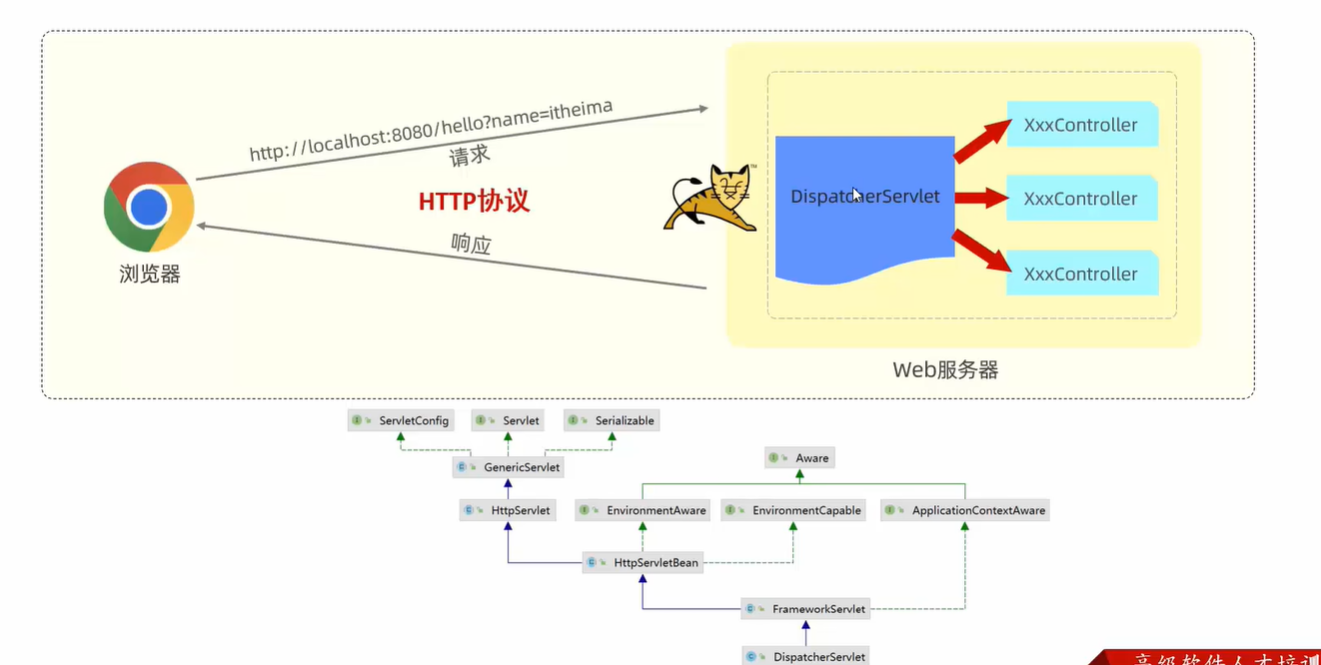 http://localhost:8080/hello?name=itheima
请求
HTTP协议
响应
浏览器
DispatcherServlet
XxxController
XxxController
XxxController
Web服务器
ServletConfig
Servlet
Serializable
GenericServlet
Aware
HttpServlet
EnvironmentAware
EnvironmentCapable
ApplicationContextAware
HttpServletBean
FrameworkServlet
DispatcherServlet
高级软件人才培训